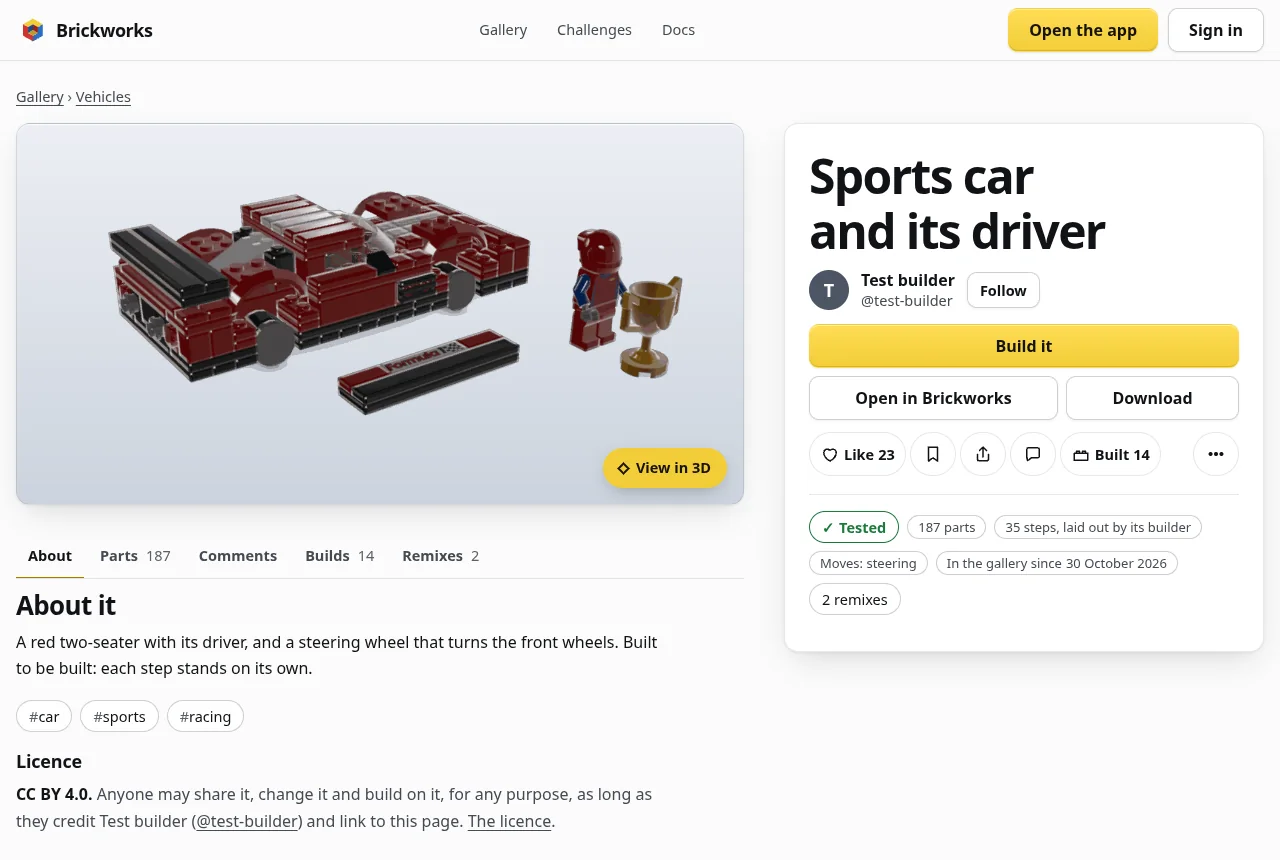 Brickworks
Gallery
Challenges
Docs
Open the app
Sign in
Gallery › Vehicles
Formula
View in 3D
Sports car
and its driver
T
Test builder
@test-builder
Follow
Build it
Open in Brickworks
Download
Like 23
Built 14
✓ Tested
187 parts
35 steps, laid out by its builder
Moves: steering
In the gallery since 30 October 2026
2 remixes
About
Parts 187
Comments
Builds 14
Remixes 2
About it
A red two-seater with its driver, and a steering wheel that turns the front wheels. Built
to be built: each step stands on its own.
#car
#sports
#racing
Licence
CC BY 4.0. Anyone may share it, change it and build on it, for any purpose, as long as
they credit Test builder (@test-builder) and link to this page. The licence.